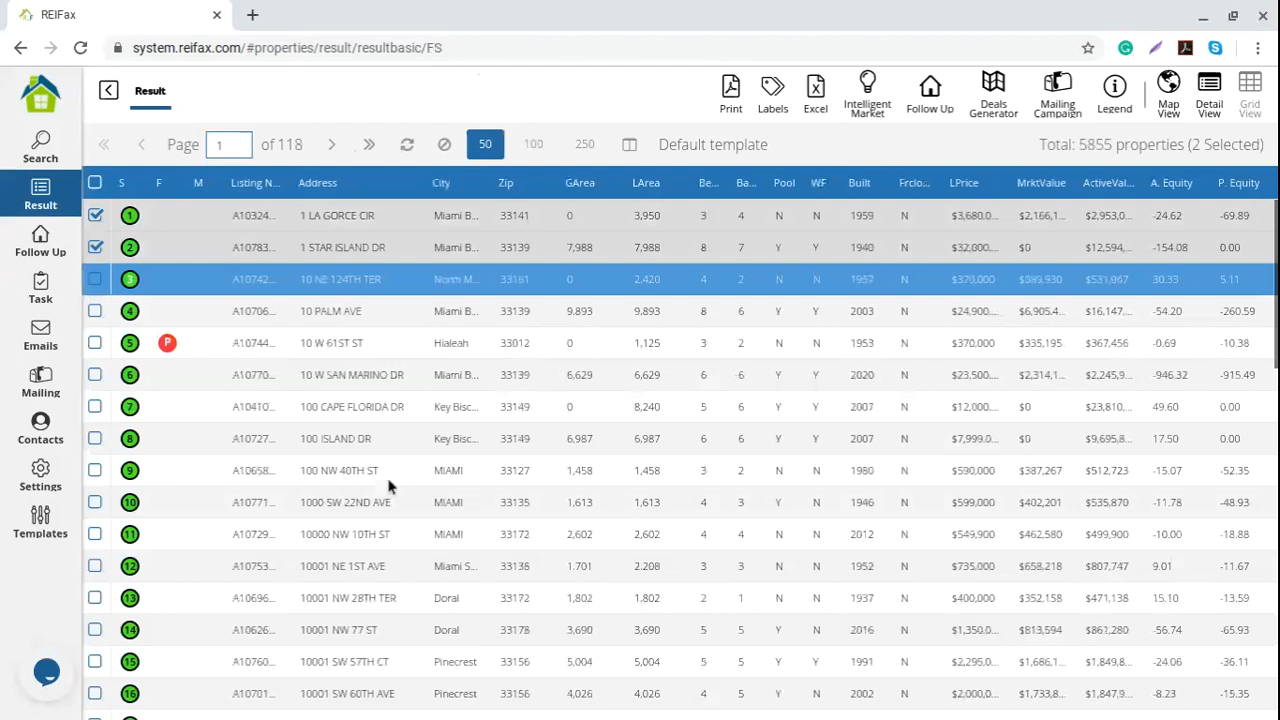 REIFax
system.reifax.com/#properties/result/resultbasic/FS
Result
Print Labels Excel Intelligent Market Follow Up Deals Generator Mailing Campaign Legend Map View Detail View Grid View
Search
Result
Follow Up
Task
Emails
Mailing
Contacts
Settings
Templates
Page 1 of 118 50 100 250 Default template Total: 5855 properties (2 Selected)
S F M Listing N... Address City Zip GArea LArea Be... Ba... Pool WF Built Frclo... LPrice MrktValue ActiveVal... A. Equity P. Equity
1 A10324... 1 LA GORCE CIR Miami B... 33141 0 3,950 3 4 N N 1959 N $3,680,0... $2,166,1... $2,953,0... -24.62 -69.89
2 A10783... 1 STAR ISLAND DR Miami B... 33139 7,988 7,988 8 7 Y Y 1940 N $32,000,... $0 $12,594,... -154.08 0.00
3 A10742... 10 NE 124TH TER North M... 33161 0 2,420 4 2 N N 1957 N $370,000 $389,930 $531,067 30.33 5.11
4 A10706... 10 PALM AVE Miami B... 33139 9,893 9,893 8 6 Y Y 2003 N $24,900,... $6,905,4... $16,147,... -54.20 -260.59
5 P A10744... 10 W 61ST ST Hialeah 33012 0 1,125 3 2 N N 1953 N $370,000 $335,195 $367,456 -0.69 -10.38
6 A10770... 10 W SAN MARINO DR Miami B... 33139 6,629 6,629 6 6 Y Y 2020 N $23,500,... $2,314,1... $2,245,9... -946.32 -915.49
7 A10410... 100 CAPE FLORIDA DR Key Bisc... 33149 0 8,240 5 6 Y Y 2007 N $12,000,... $0 $23,810,... 49.60 0.00
8 A10727... 100 ISLAND DR Key Bisc... 33149 6,987 6,987 6 6 Y Y 2007 N $7,999,0... $0 $9,695,8... 17.50 0.00
9 A10658... 100 NW 40TH ST MIAMI 33127 1,458 1,458 3 2 N N 1980 N $590,000 $387,267 $512,723 -15.07 -52.35
10 A10771... 1000 SW 22ND AVE MIAMI 33135 1,613 1,613 4 3 Y N 1946 N $599,000 $402,201 $535,870 -11.78 -48.93
11 A10729... 10000 NW 10TH ST MIAMI 33172 2,602 2,602 4 4 N N 2012 N $549,900 $462,580 $499,900 -10.00 -18.88
12 A10753... 10001 NE 1ST AVE Miami S... 33138 1,701 2,208 3 3 N N 1952 N $735,000 $658,218 $807,747 9.01 -11.67
13 A10696... 10001 NW 28TH TER Doral 33172 1,802 1,802 2 1 N N 1937 N $400,000 $352,158 $471,138 15.10 -13.59
14 A10626... 10001 NW 77 ST Doral 33178 3,690 3,690 5 5 Y N 2016 N $1,350,0... $813,594 $861,280 -56.74 -65.93
15 A10760... 10001 SW 57TH CT Pinecrest 33156 5,004 5,004 5 5 Y Y 1991 N $2,295,0... $1,686,1... $1,849,8... -24.06 -36.11
16 A10701... 10001 SW 60TH AVE Pinecrest 33156 4,026 4,026 4 5 Y N 2002 N $2,000,0... $1,733,8... $1,847,9... -8.23 -15.35